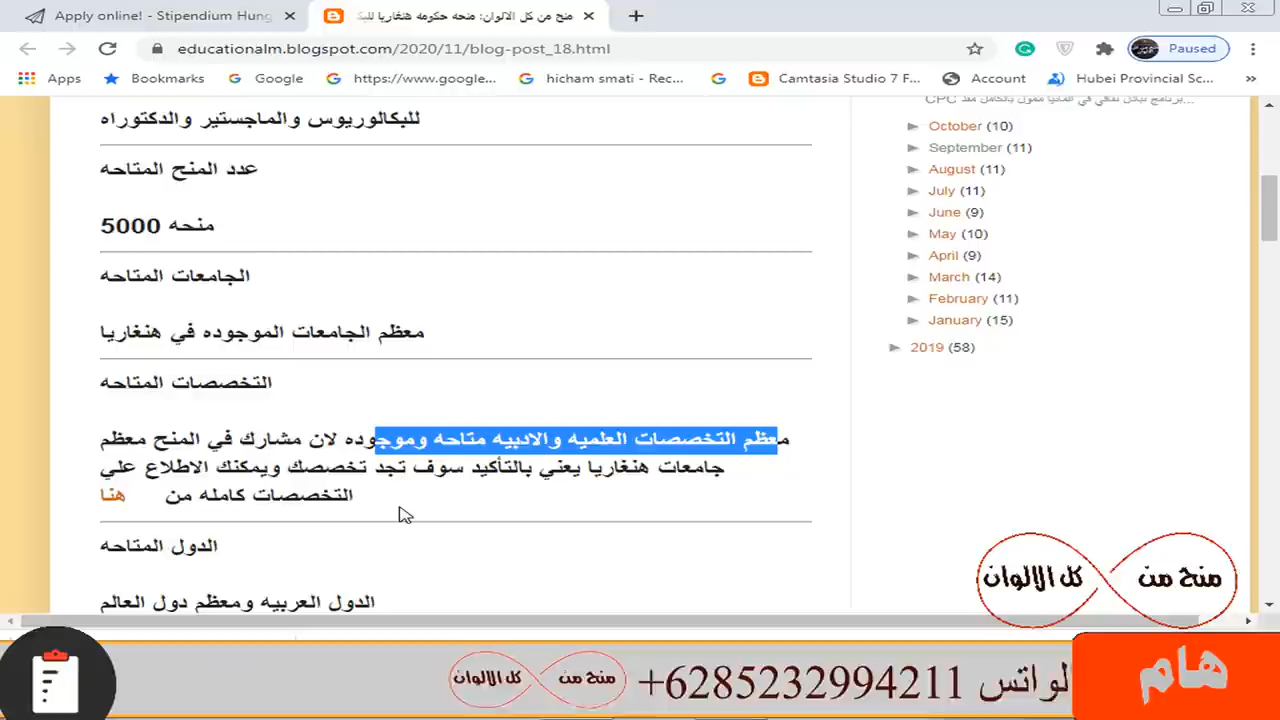 Apply online! - Stipendium Hung
منح من كل الالوان: منحه حكومه هنغاريا للبك
educationalm.blogspot.com/2020/11/blog-post_18.html
Paused
Apps
Bookmarks
Google
https://www.google...
hicham smati - Rec...
Camtasia Studio 7 F...
Account
Hubei Provincial Sc...
»
للبكالوريوس والماجستير والدكتوراه
عدد المنح المتاحه
5000 منحه
الجامعات المتاحه
معظم الجامعات الموجوده في هنغاريا
التخصصات المتاحه
معظم التخصصات العلميه والادبيه متاحه وموجوده لان مشارك في المنح معظم
جامعات هنغاريا يعني بالتأكيد سوف تجد تخصصك ويمكنك الاطلاع علي
التخصصات كامله من هنا
الدول المتاحه
الدول العربيه ومعظم دول العالم
October (10)
September (11)
August (11)
July (11)
June (9)
May (10)
April (9)
March (14)
February (11)
January (15)
2019 (58)
منح من كل الالوان
منح من كل الالوان
لواتس +6285232994211
هام